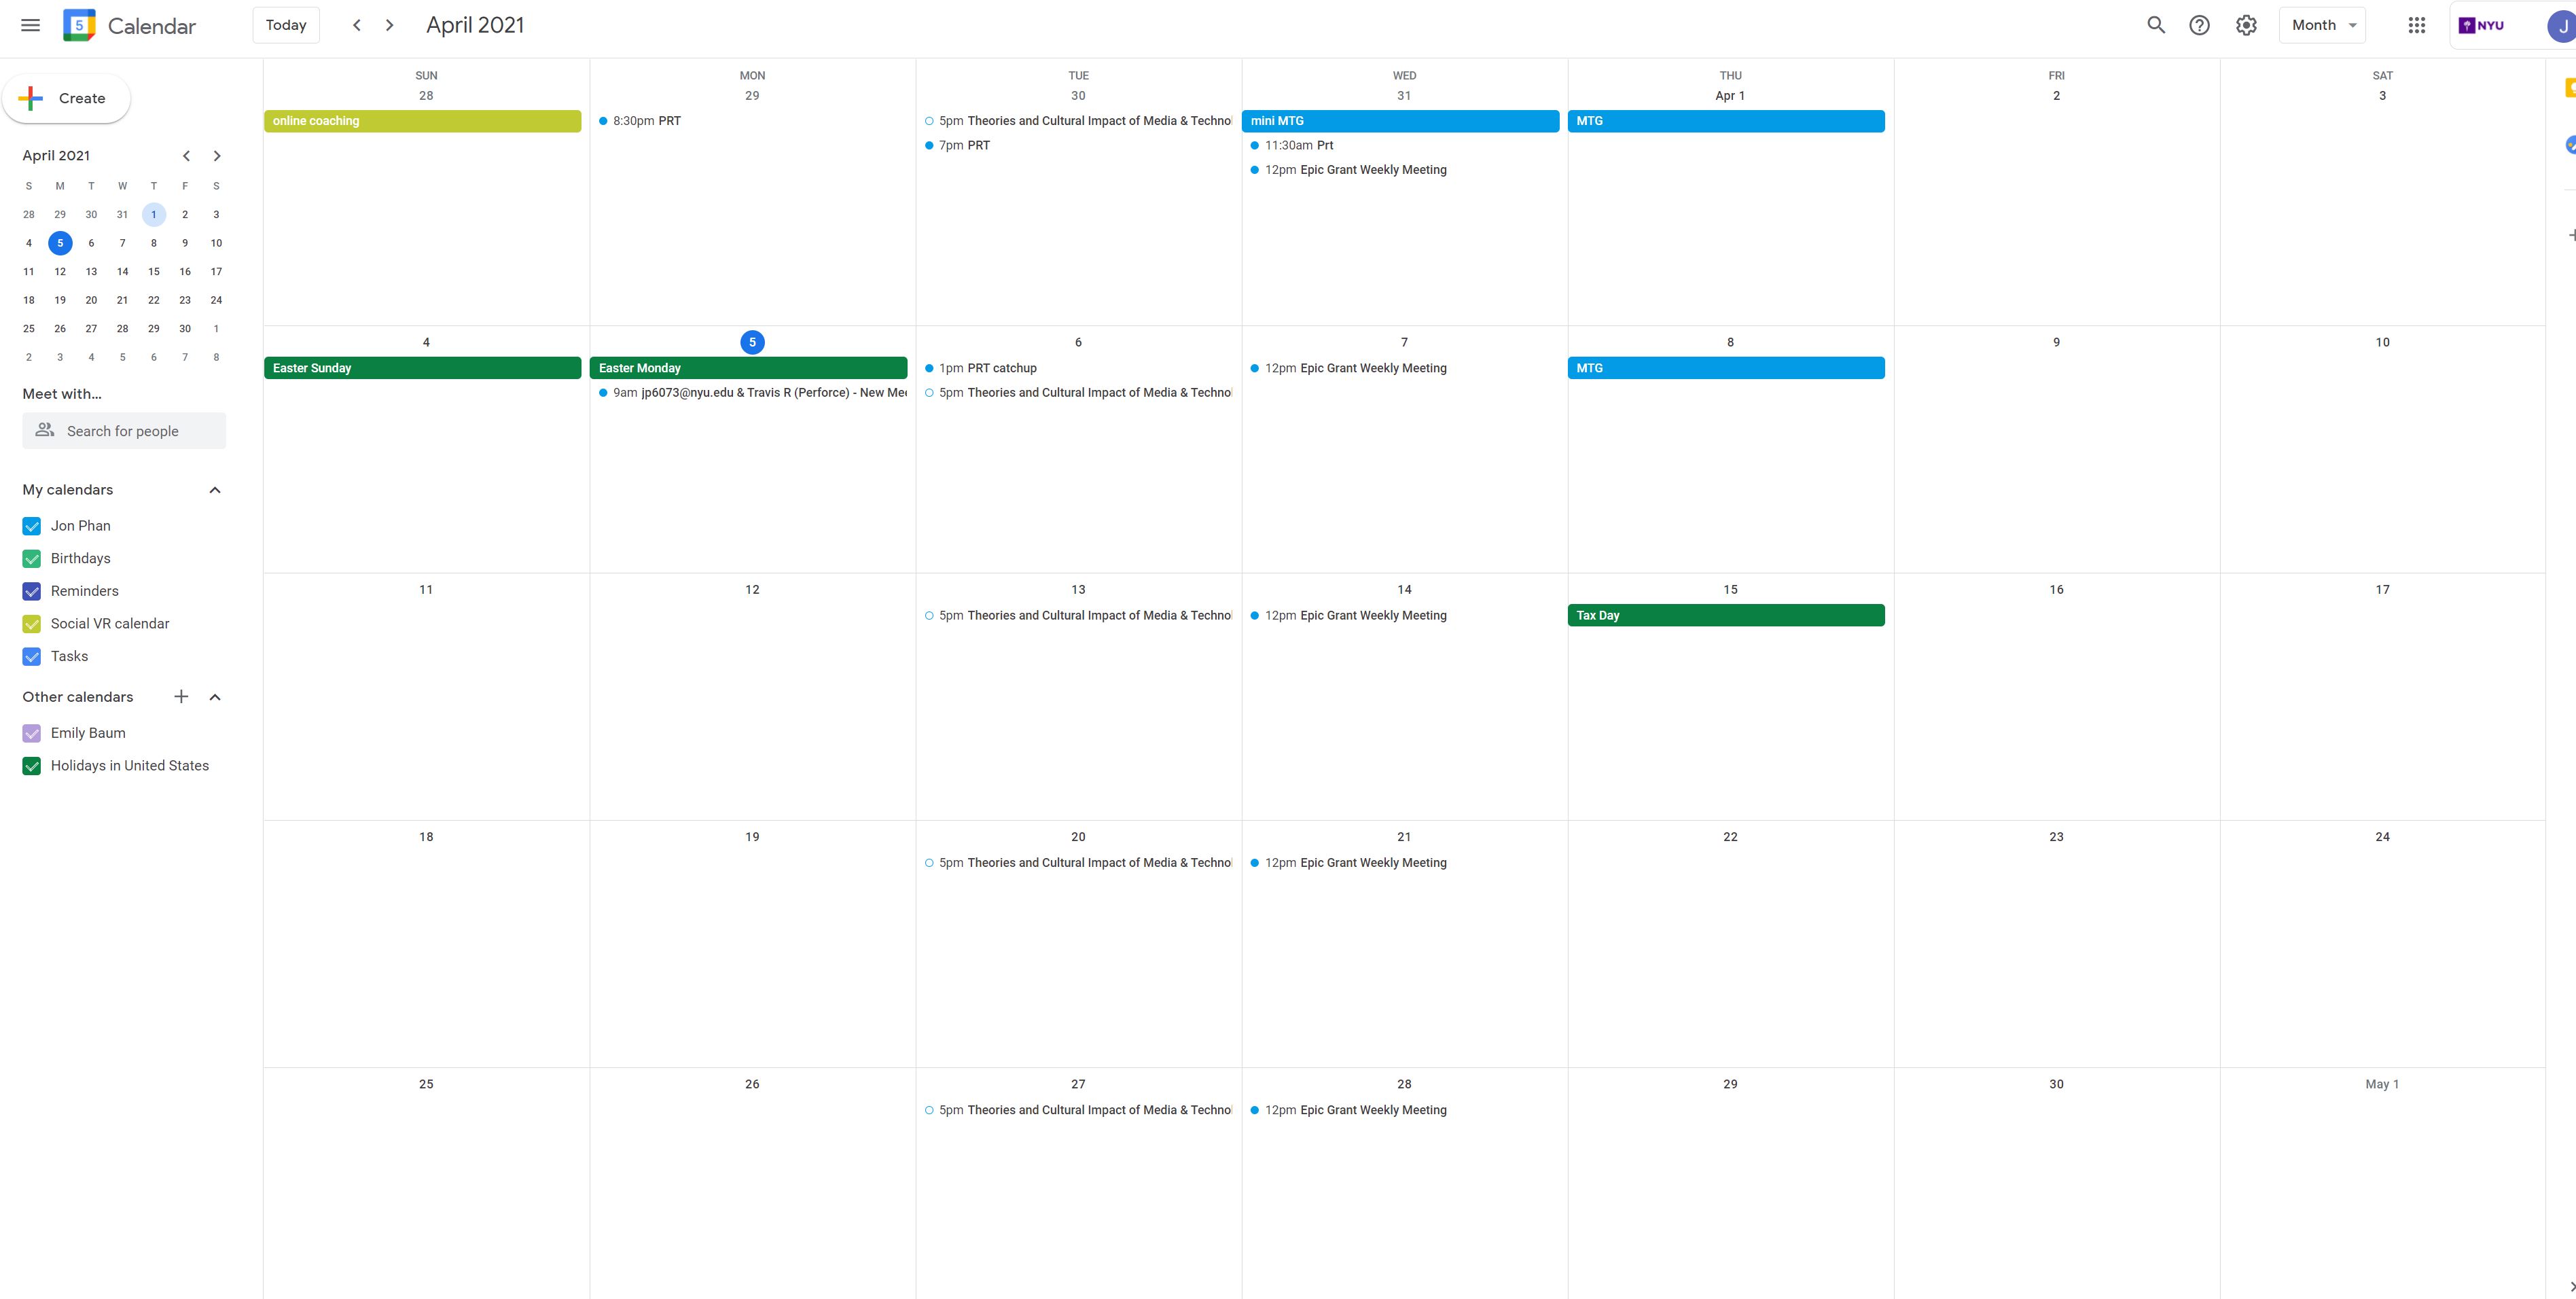 5 Calendar Today April 2021 Month NYU J
Create
April 2021
S M T W T F S
28 29 30 31 1 2 3
4 5 6 7 8 9 10
11 12 13 14 15 16 17
18 19 20 21 22 23 24
25 26 27 28 29 30 1
2 3 4 5 6 7 8
Meet with...
Search for people
My calendars
Jon Phan
Birthdays
Reminders
Social VR calendar
Tasks
Other calendars
Emily Baum
Holidays in United States
SUN MON TUE WED THU FRI SAT
28 29 30 31 Apr 1 2 3
online coaching 8:30pm PRT 5pm Theories and Cultural Impact of Media & Techno mini MTG MTG
7pm PRT 11:30am Prt
12pm Epic Grant Weekly Meeting
4 5 6 7 8 9 10
Easter Sunday Easter Monday 1pm PRT catchup 12pm Epic Grant Weekly Meeting MTG
9am jp6073@nyu.edu & Travis R (Perforce) - New Mee 5pm Theories and Cultural Impact of Media & Techno
11 12 13 14 15 16 17
5pm Theories and Cultural Impact of Media & Techno 12pm Epic Grant Weekly Meeting Tax Day
18 19 20 21 22 23 24
5pm Theories and Cultural Impact of Media & Techno 12pm Epic Grant Weekly Meeting
25 26 27 28 29 30 May 1
5pm Theories and Cultural Impact of Media & Techno 12pm Epic Grant Weekly Meeting